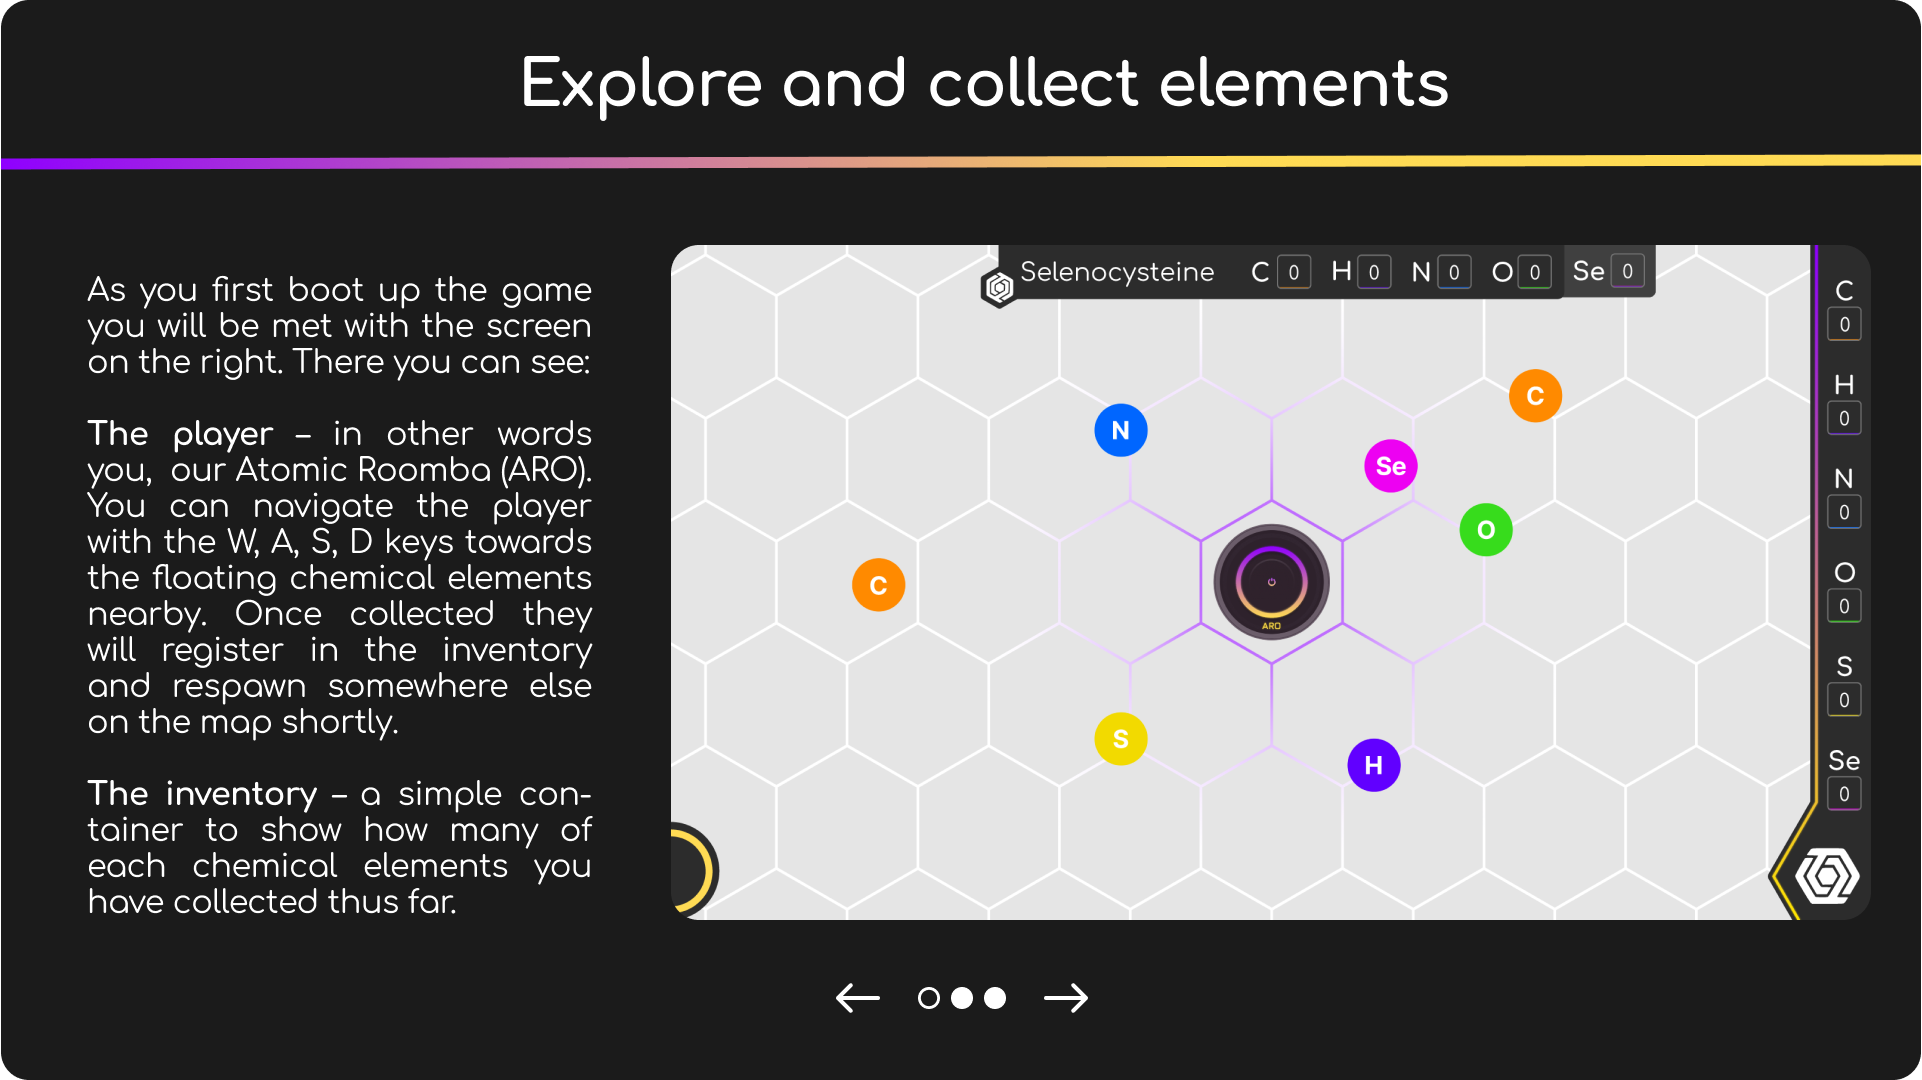 Explore and collect elements
As you first boot up the game
you will be met with the screen
on the right. There you can see:
The player – in other words
you, our Atomic Roomba (ARO).
You can navigate the player
with the W, A, S, D keys towards
the floating chemical elements
nearby. Once collected they
will register in the inventory
and respawn somewhere else
on the map shortly.
The inventory – a simple con-
tainer to show how many of
each chemical elements you
have collected thus far.
Selenocysteine C 0 H 0 N 0 O 0 Se 0
C
N
Se
O
C
ARO
S
H
C
0
H
0
N
0
O
0
S
0
Se
0